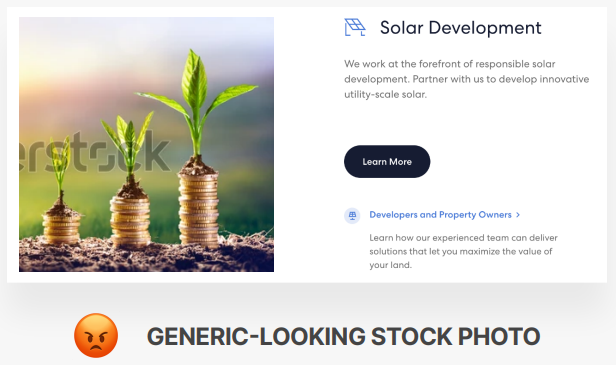 erstock
Solar Development
We work at the forefront of responsible solar
development. Partner with us to develop innovative
utility-scale solar.
Learn More
Developers and Property Owners >
Learn how our experienced team can deliver
solutions that let you maximize the value of
your land.
GENERIC-LOOKING STOCK PHOTO